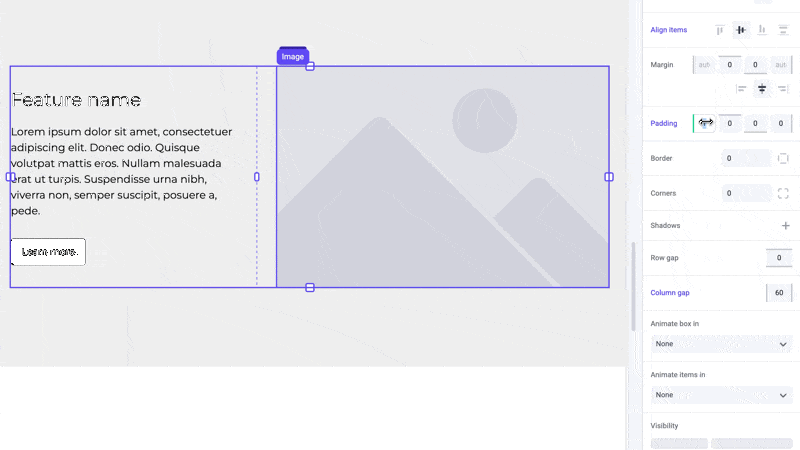 Image
Feature name
Lorem ipsum dolor sit amet, consectetuer
adipiscing elit. Donec odio. Quisque
volutpat mattis eros. Nullam malesuada
erat ut turpis. Suspendisse urna nibh,
viverra non, semper suscipit, posuere a,
pede.
Learn more
Align items
Margin
auto 0 0 auto
Padding
0 0 0
Border
0
Corners
0
Shadows
Row gap
0
Column gap
60
Animate box in
None
Animate items in
None
Visibility